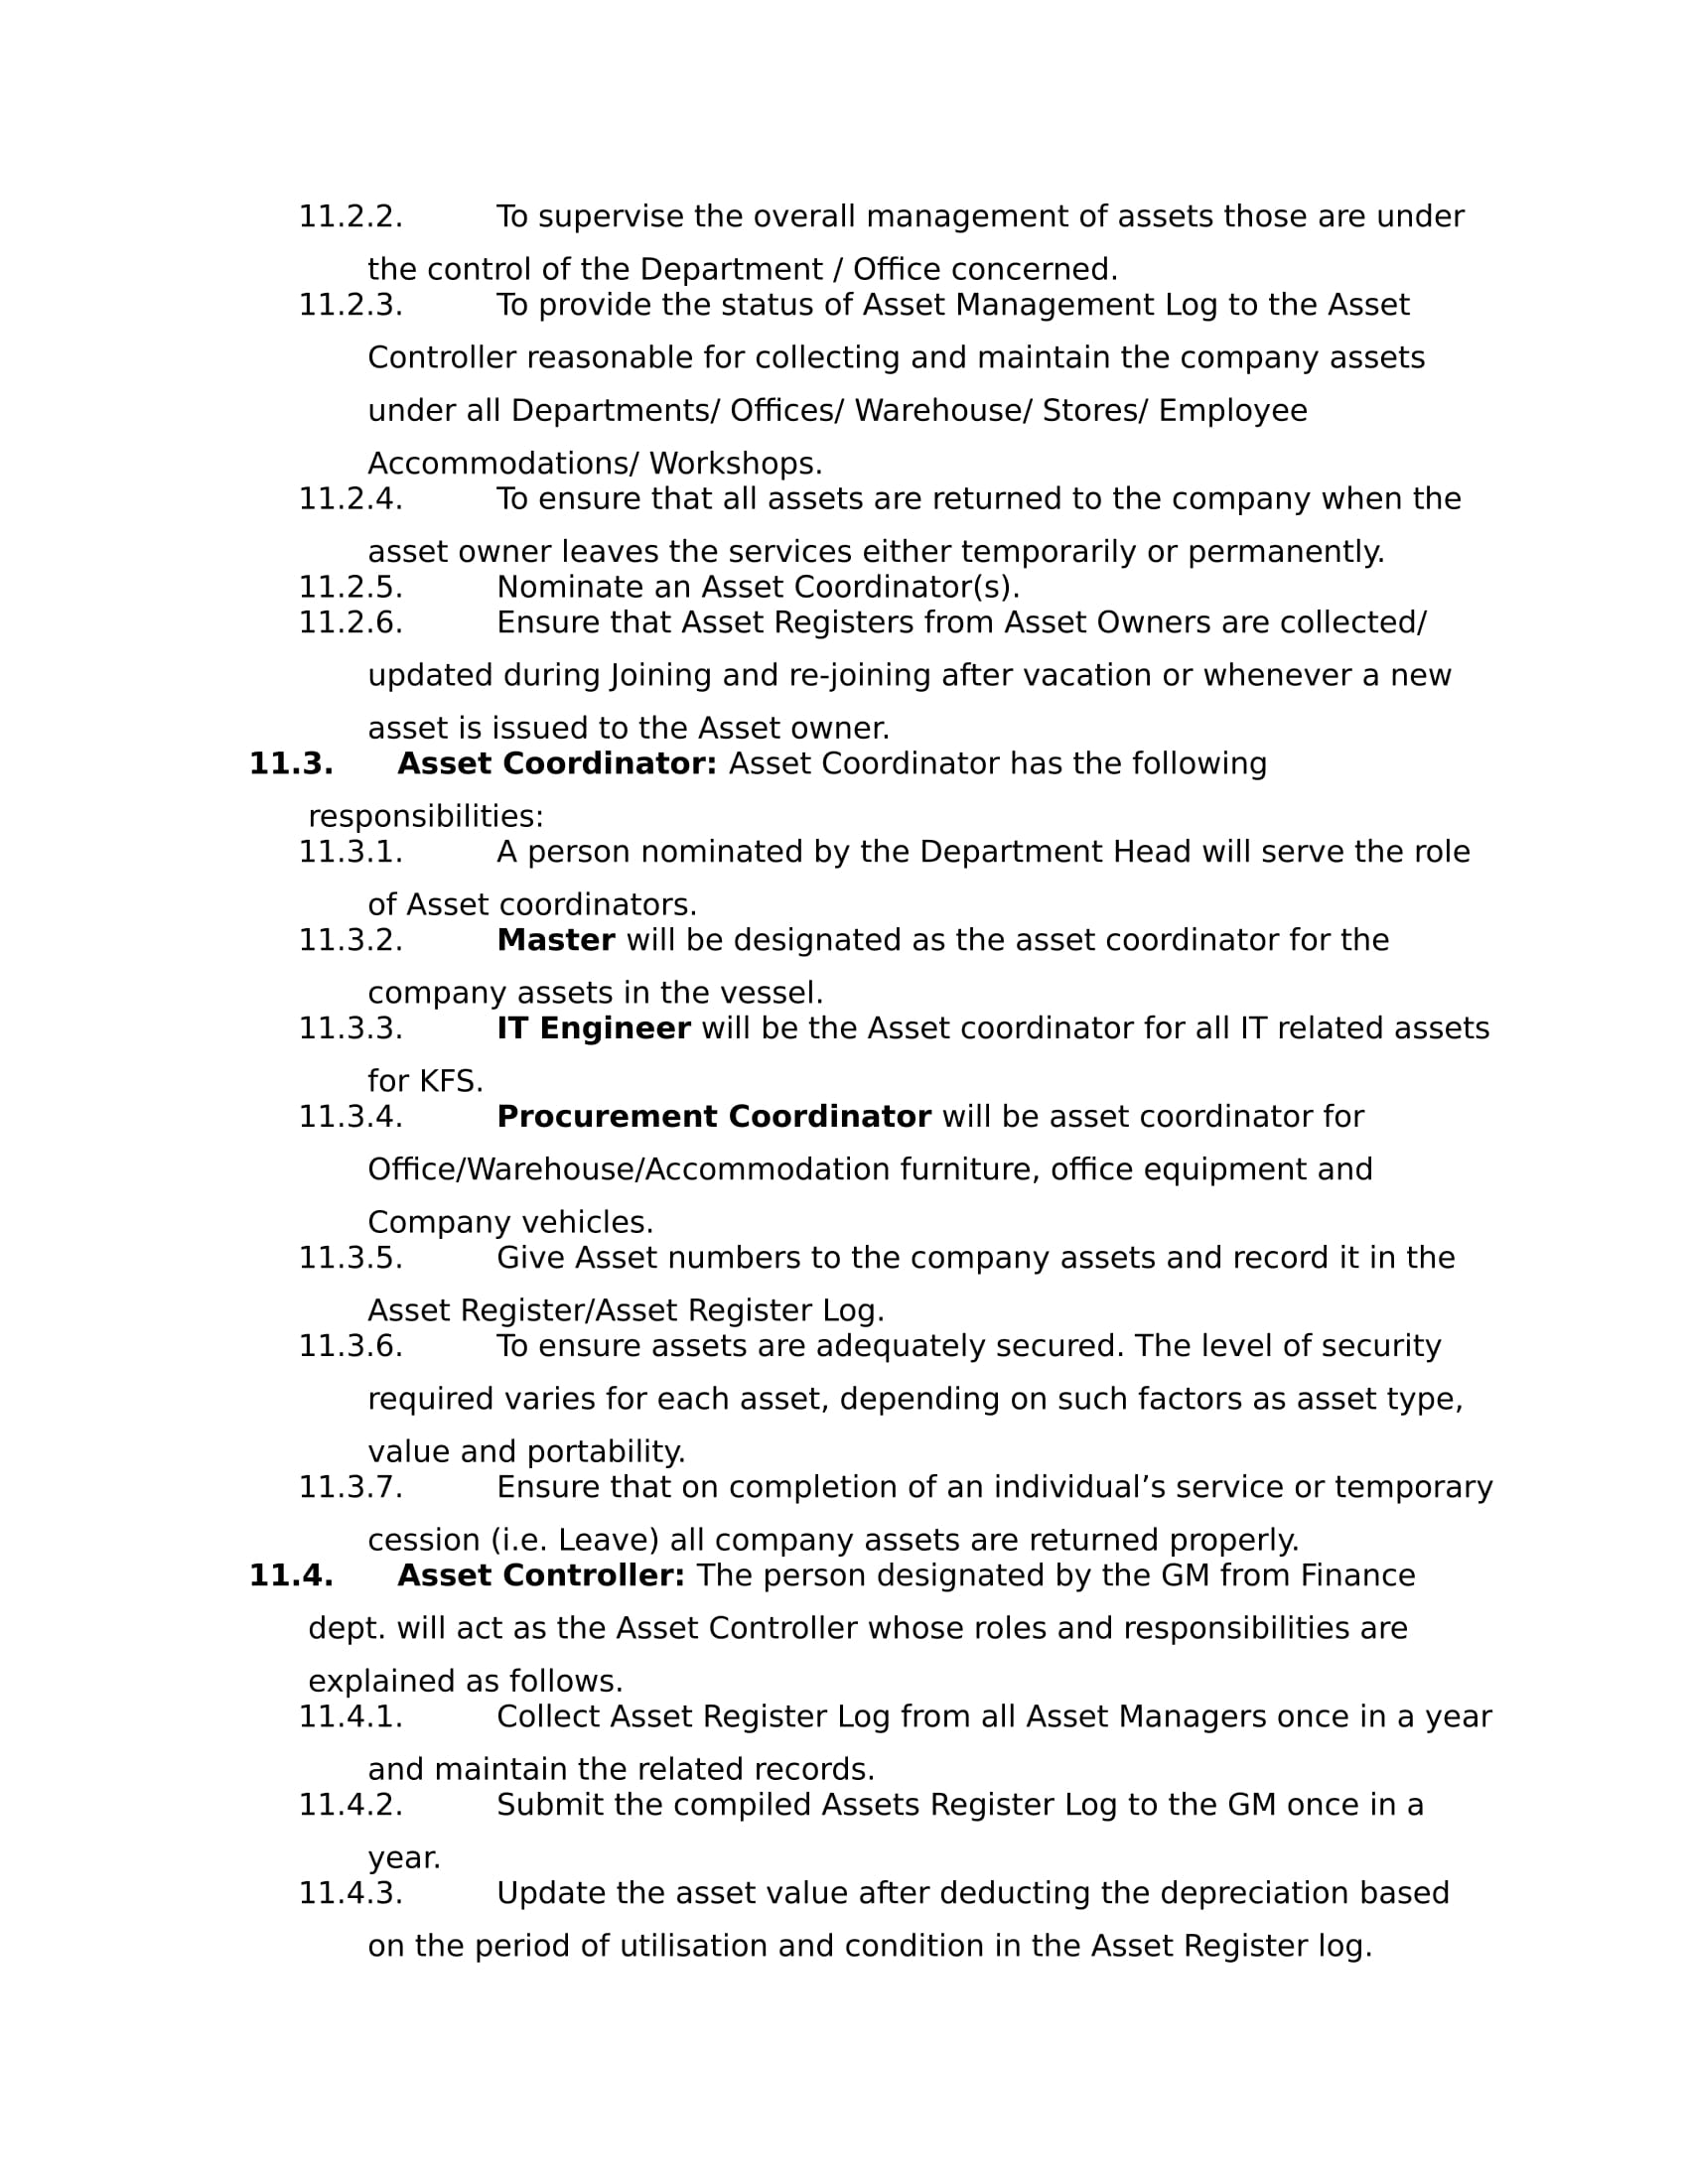 11.2.2. To supervise the overall management of assets those are under
the control of the Department / Office concerned.
11.2.3. To provide the status of Asset Management Log to the Asset
Controller reasonable for collecting and maintain the company assets
under all Departments/ Offices/ Warehouse/ Stores/ Employee
Accommodations/ Workshops.
11.2.4. To ensure that all assets are returned to the company when the
asset owner leaves the services either temporarily or permanently.
11.2.5. Nominate an Asset Coordinator(s).
11.2.6. Ensure that Asset Registers from Asset Owners are collected/
updated during Joining and re-joining after vacation or whenever a new
asset is issued to the Asset owner.
11.3. Asset Coordinator: Asset Coordinator has the following
responsibilities:
11.3.1. A person nominated by the Department Head will serve the role
of Asset coordinators.
11.3.2. Master will be designated as the asset coordinator for the
company assets in the vessel.
11.3.3. IT Engineer will be the Asset coordinator for all IT related assets
for KFS.
11.3.4. Procurement Coordinator will be asset coordinator for
Office/Warehouse/Accommodation furniture, office equipment and
Company vehicles.
11.3.5. Give Asset numbers to the company assets and record it in the
Asset Register/Asset Register Log.
11.3.6. To ensure assets are adequately secured. The level of security
required varies for each asset, depending on such factors as asset type,
value and portability.
11.3.7. Ensure that on completion of an individual’s service or temporary
cession (i.e. Leave) all company assets are returned properly.
11.4. Asset Controller: The person designated by the GM from Finance
dept. will act as the Asset Controller whose roles and responsibilities are
explained as follows.
11.4.1. Collect Asset Register Log from all Asset Managers once in a year
and maintain the related records.
11.4.2. Submit the compiled Assets Register Log to the GM once in a
year.
11.4.3. Update the asset value after deducting the depreciation based
on the period of utilisation and condition in the Asset Register log.